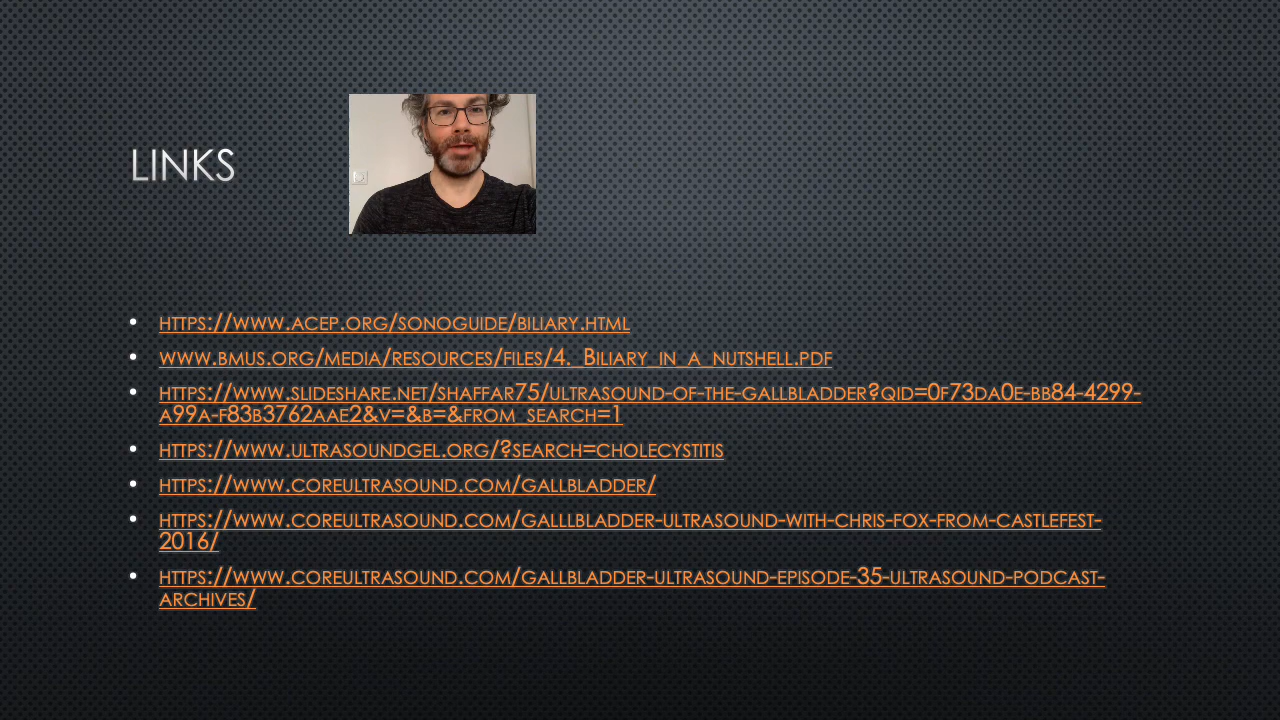 LINKS
HTTPS://WWW.ACEP.ORG/SONOGUIDE/BILIARY.HTML
WWW.BMUS.ORG/MEDIA/RESOURCES/FILES/4._BILIARY_IN_A_NUTSHELL.PDF
HTTPS://WWW.SLIDESHARE.NET/SHAFFAR75/ULTRASOUND-OF-THE-GALLBLADDER?QID=0F73DA0E-BB84-4299-
A99A-F83B3762AAE2&V=&B=&FROM_SEARCH=1
HTTPS://WWW.ULTRASOUNDGEL.ORG/?SEARCH=CHOLECYSTITIS
HTTPS://WWW.COREULTRASOUND.COM/GALLBLADDER/
HTTPS://WWW.COREULTRASOUND.COM/GALLLBLADDER-ULTRASOUND-WITH-CHRIS-FOX-FROM-CASTLEFEST-
2016/
HTTPS://WWW.COREULTRASOUND.COM/GALLBLADDER-ULTRASOUND-EPISODE-35-ULTRASOUND-PODCAST-
ARCHIVES/